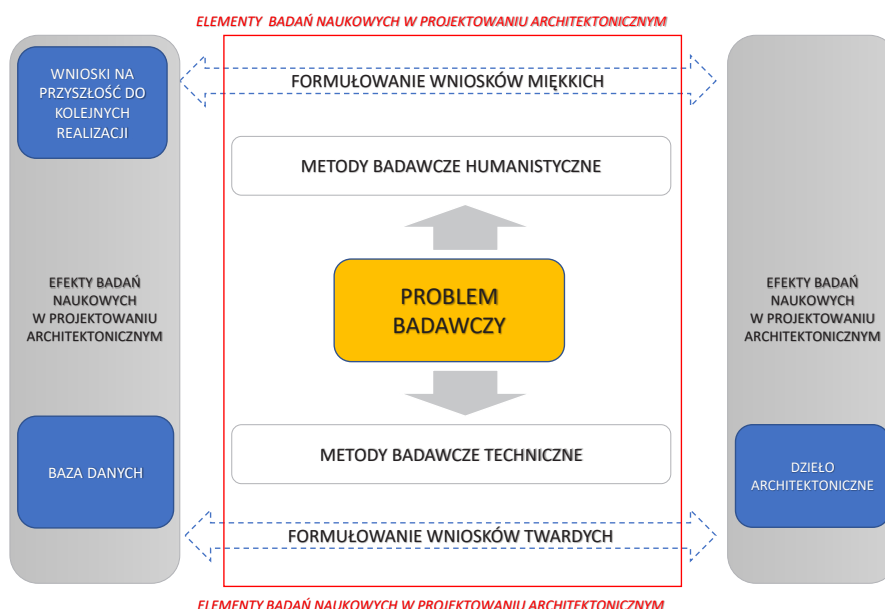 ELEMENTY BADAŃ NAUKOWYCH W PROJEKTOWANIU ARCHITEKTONICZNYM
WNIOSKI NA
PRZYSZŁOŚĆ DO
KOLEJNYCH
REALIZACJI
FORMUŁOWANIE WNIOSKÓW MIĘKKICH
METODY BADAWCZE HUMANISTYCZNE
EFEKTY BADAŃ
NAUKOWYCH
W PROJEKTOWANIU
ARCHITEKTONICZNYM
PROBLEM
BADAWCZY
EFEKTY BADAŃ
NAUKOWYCH
W PROJEKTOWANIU
ARCHITEKTONICZNYM
BAZA DANYCH
METODY BADAWCZE TECHNICZNE
DZIEŁO
ARCHITEKTONICZNE
FORMUŁOWANIE WNIOSKÓW TWARDYCH
ELEMENTY BADAŃ NAUKOWYCH W PROJEKTOWANIU ARCHITEKTONICZNYM